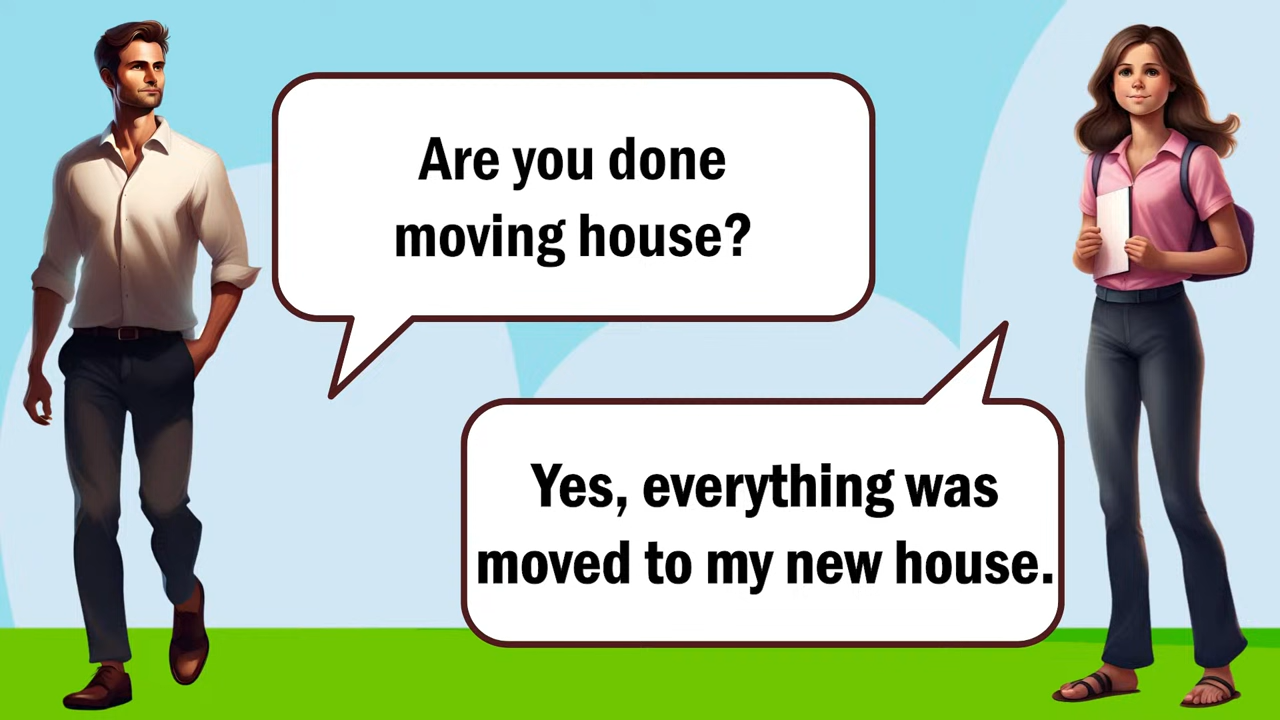 Are you done
moving house?
Yes, everything was
moved to my new house.